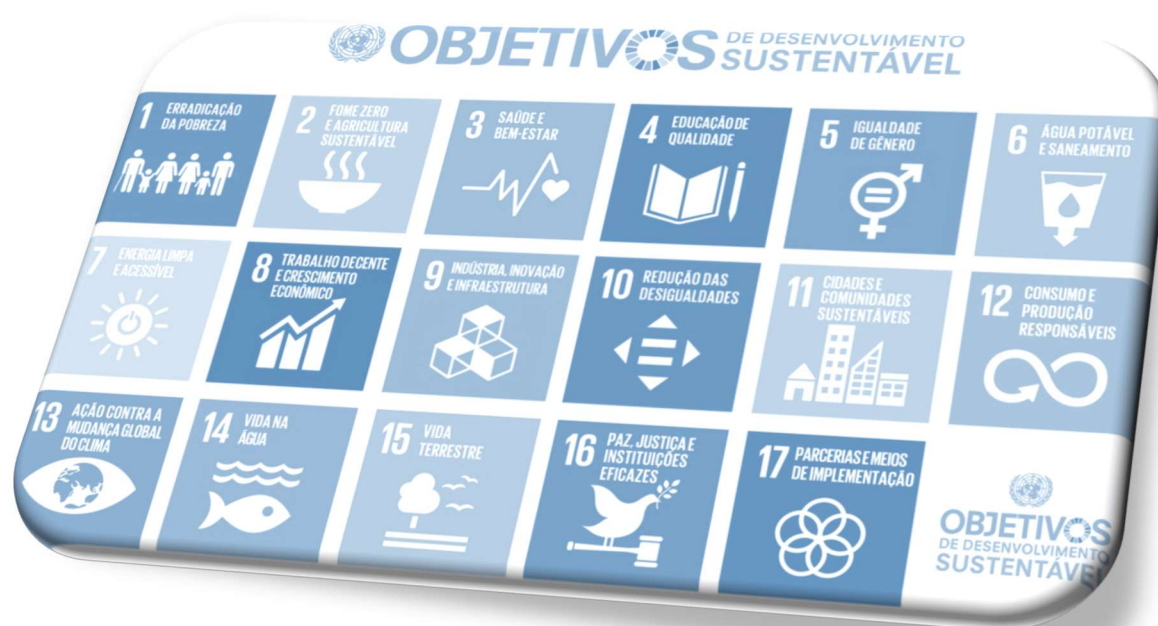 OBJETIVOS DE DESENVOLVIMENTO
SUSTENTÁVEL
1 ERRADICAÇÃO
DA POBREZA
2 FOME ZERO
E AGRICULTURA
SUSTENTÁVEL
3 SAÚDE E
BEM-ESTAR
4 EDUCAÇÃO DE
QUALIDADE
5 IGUALDADE
DE GÊNERO
6 ÁGUA POTÁVEL
E SANEAMENTO
7 ENERGIA LIMPA
E ACESSÍVEL
8 TRABALHO DECENTE
E CRESCIMENTO
ECONÔMICO
9 INDÚSTRIA, INOVAÇÃO
E INFRAESTRUTURA
10 REDUÇÃO DAS
DESIGUALDADES
11 CIDADES E
COMUNIDADES
SUSTENTÁVEIS
12 CONSUMO E
PRODUÇÃO
RESPONSÁVEIS
13 AÇÃO CONTRA A
MUDANÇA GLOBAL
DO CLIMA
14 VIDA NA
ÁGUA
15 VIDA
TERRESTRE
16 PAZ, JUSTIÇA E
INSTITUIÇÕES
EFICAZES
17 PARCERIAS E MEIOS
DE IMPLEMENTAÇÃO
OBJETIVOS
DE DESENVOLVIMENTO
SUSTENTÁVEL